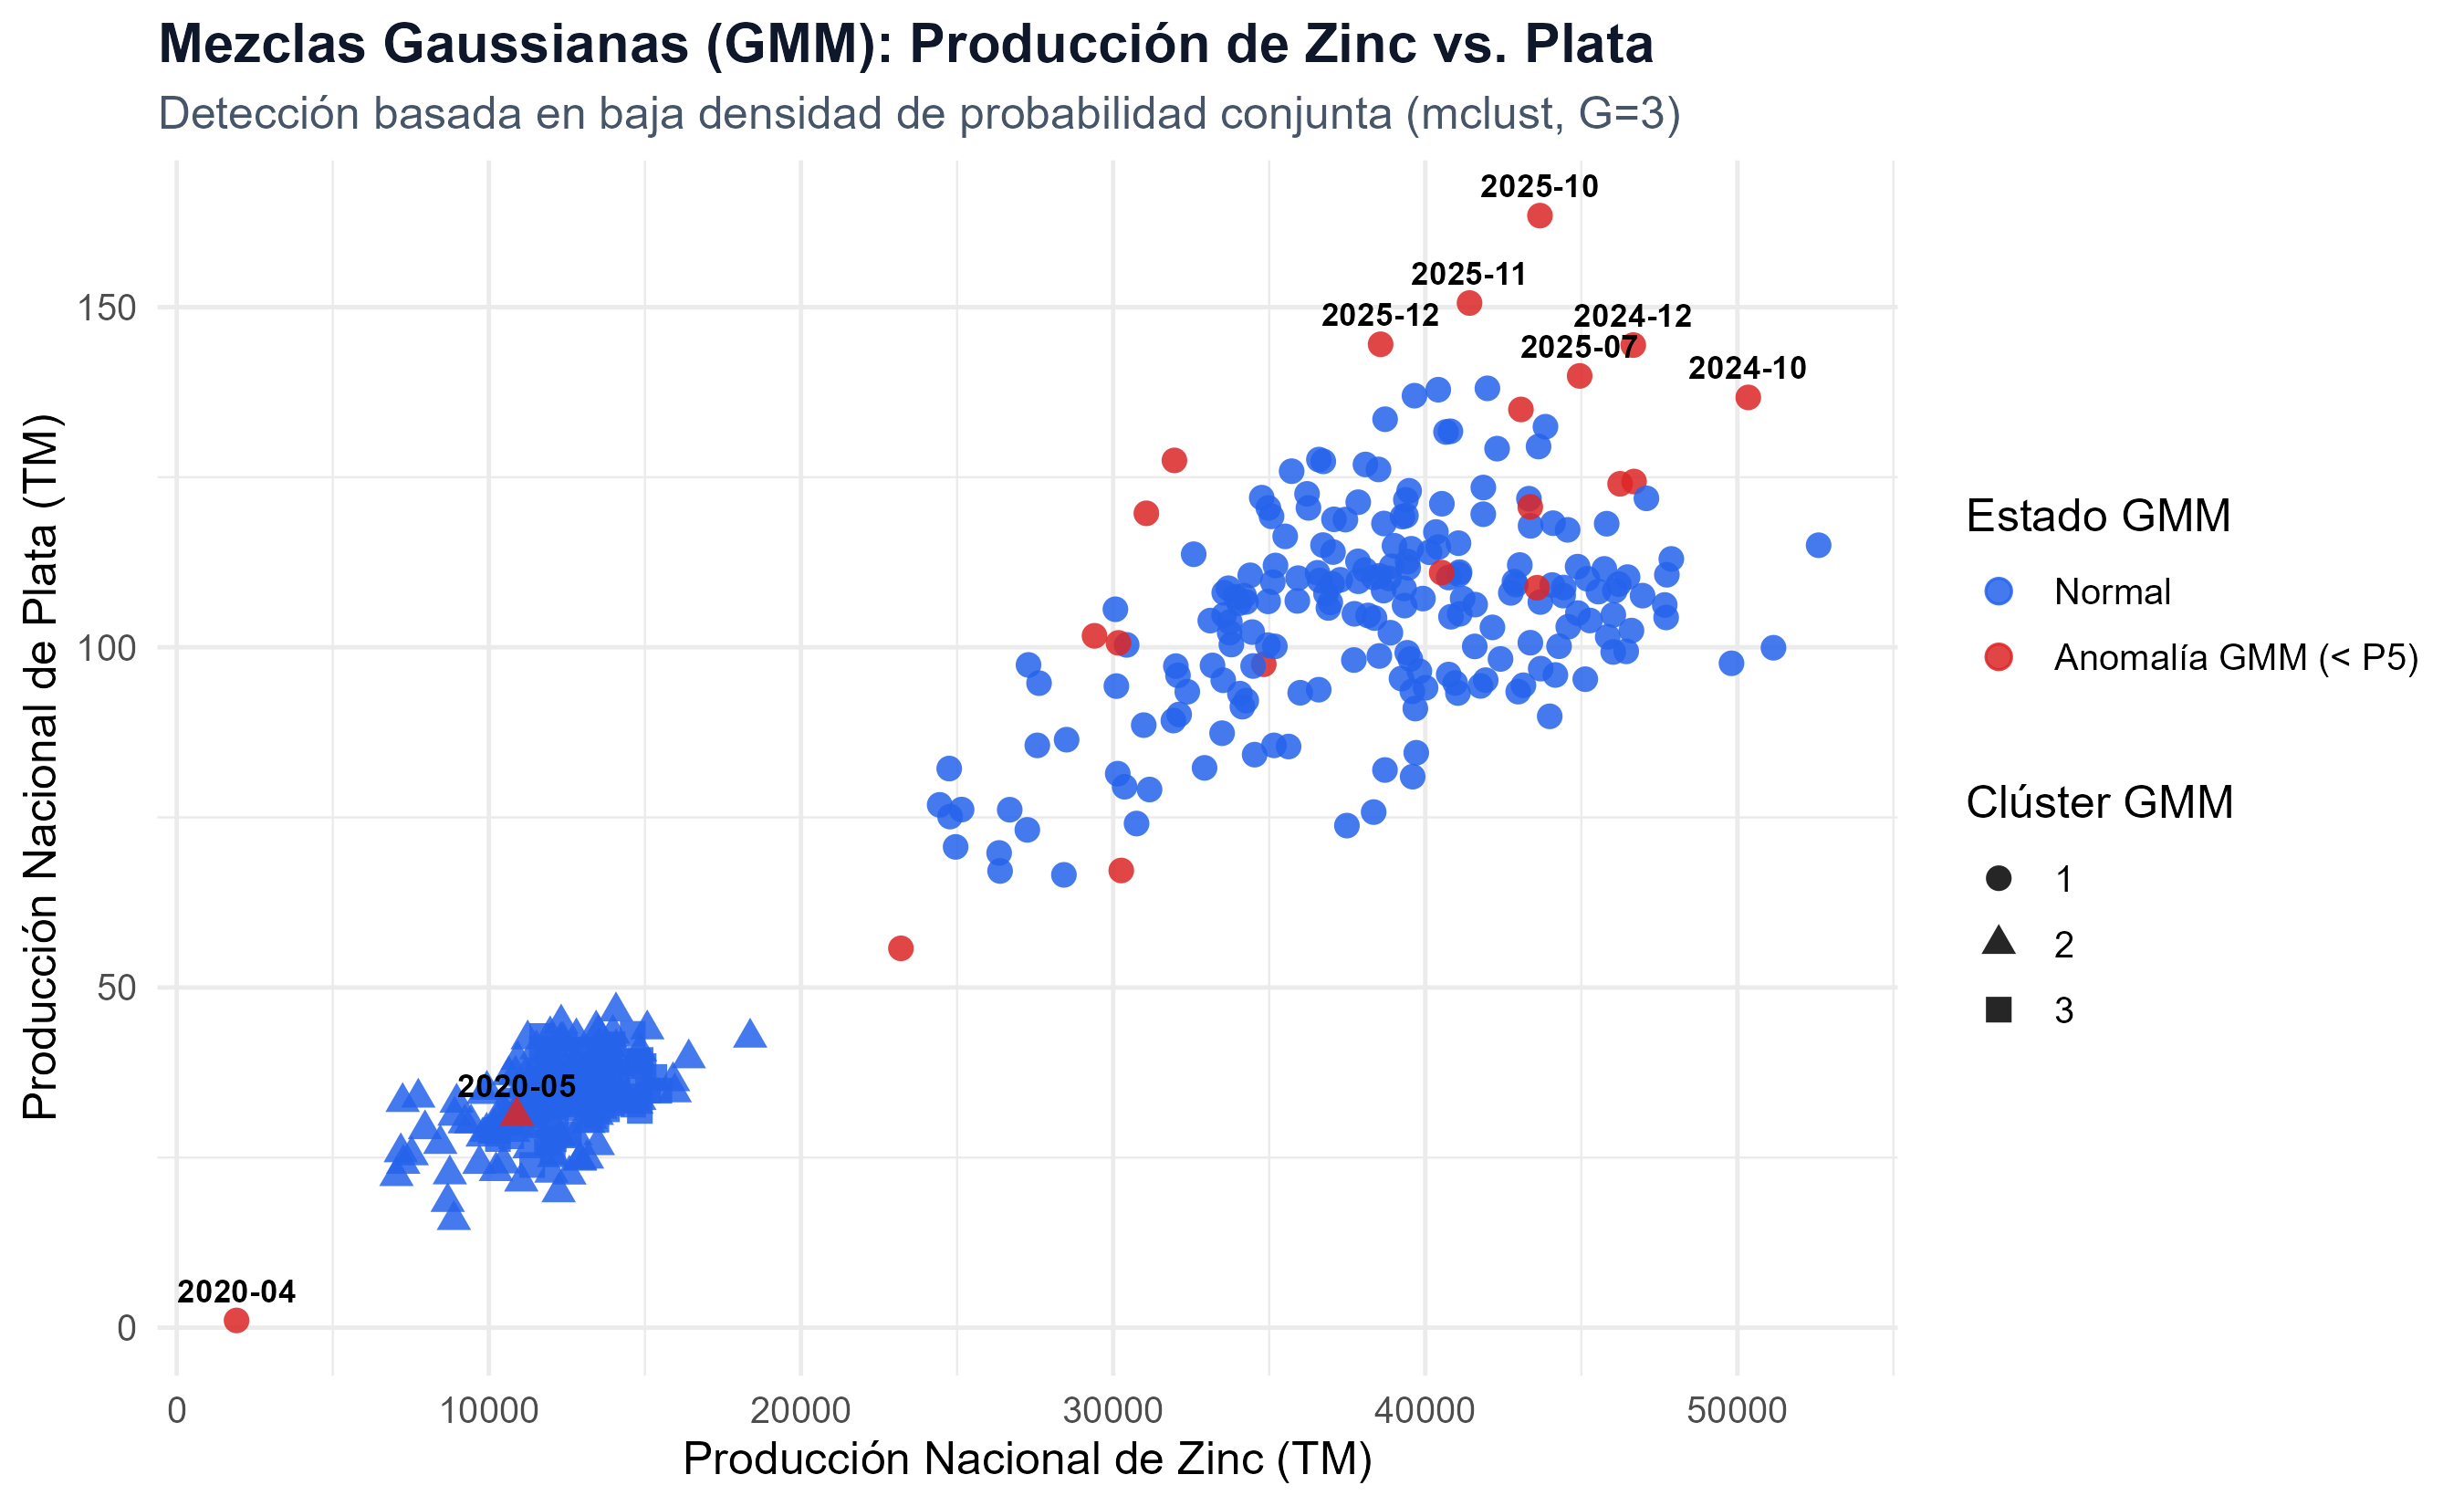 Mezclas Gaussianas (GMM): Producción de Zinc vs. Plata
Detección basada en baja densidad de probabilidad conjunta (mclust, G=3)
2025-10
2025-11
2025-12
2024-12
2025-07
2024-10
2020-05
2020-04
150
100
50
0
Producción Nacional de Plata (TM)
0
10000
20000
30000
40000
50000
Producción Nacional de Zinc (TM)
Estado GMM
Normal
Anomalía GMM (< P5)
Clúster GMM
1
2
3